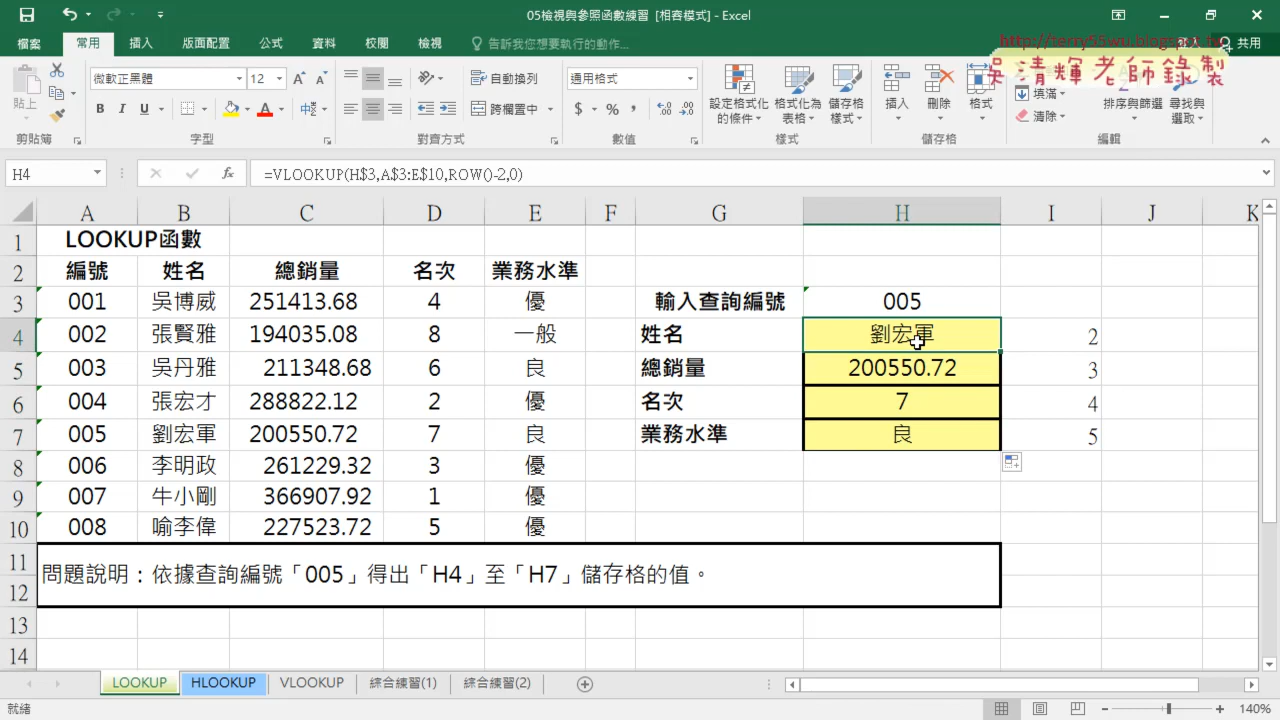 05檢視與參照函數練習 [相容模式] - Excel
http://terry55wu.blogspot.tw
吳清輝老師錄製
檔案 常用 插入 版面配置 公式 資料 校閱 檢視 告訴我您想要執行的動作... 共用
貼上 微軟正黑體 12 自動換列 通用格式 設定格式化的條件 格式化為表格 儲存格樣式 插入 刪除 格式 填滿 清除 排序與篩選 尋找與選取
B I U 跨欄置中 $ % ,
剪貼簿 字型 對齊方式 數值 樣式 儲存格 編輯
H4 fx =VLOOKUP(H$3,A$3:E$10,ROW()-2,0)
A B C D E F G H I J K
1 LOOKUP函數
2 編號 姓名 總銷量 名次 業務水準
3 001 吳博威 251413.68 4 優 輸入查詢編號 005
4 002 張賢雅 194035.08 8 一般 姓名 劉宏軍 2
5 003 吳丹雅 211348.68 6 良 總銷量 200550.72 3
6 004 張宏才 288822.12 2 優 名次 7 4
7 005 劉宏軍 200550.72 7 良 業務水準 良 5
8 006 李明政 261229.32 3 優
9 007 牛小剛 366907.92 1 優
10 008 喻李偉 227523.72 5 優
11
問題說明：依據查詢編號「005」得出「H4」至「H7」儲存格的值。
12
13
14
LOOKUP HLOOKUP VLOOKUP 綜合練習(1) 綜合練習(2)
就緒 140%